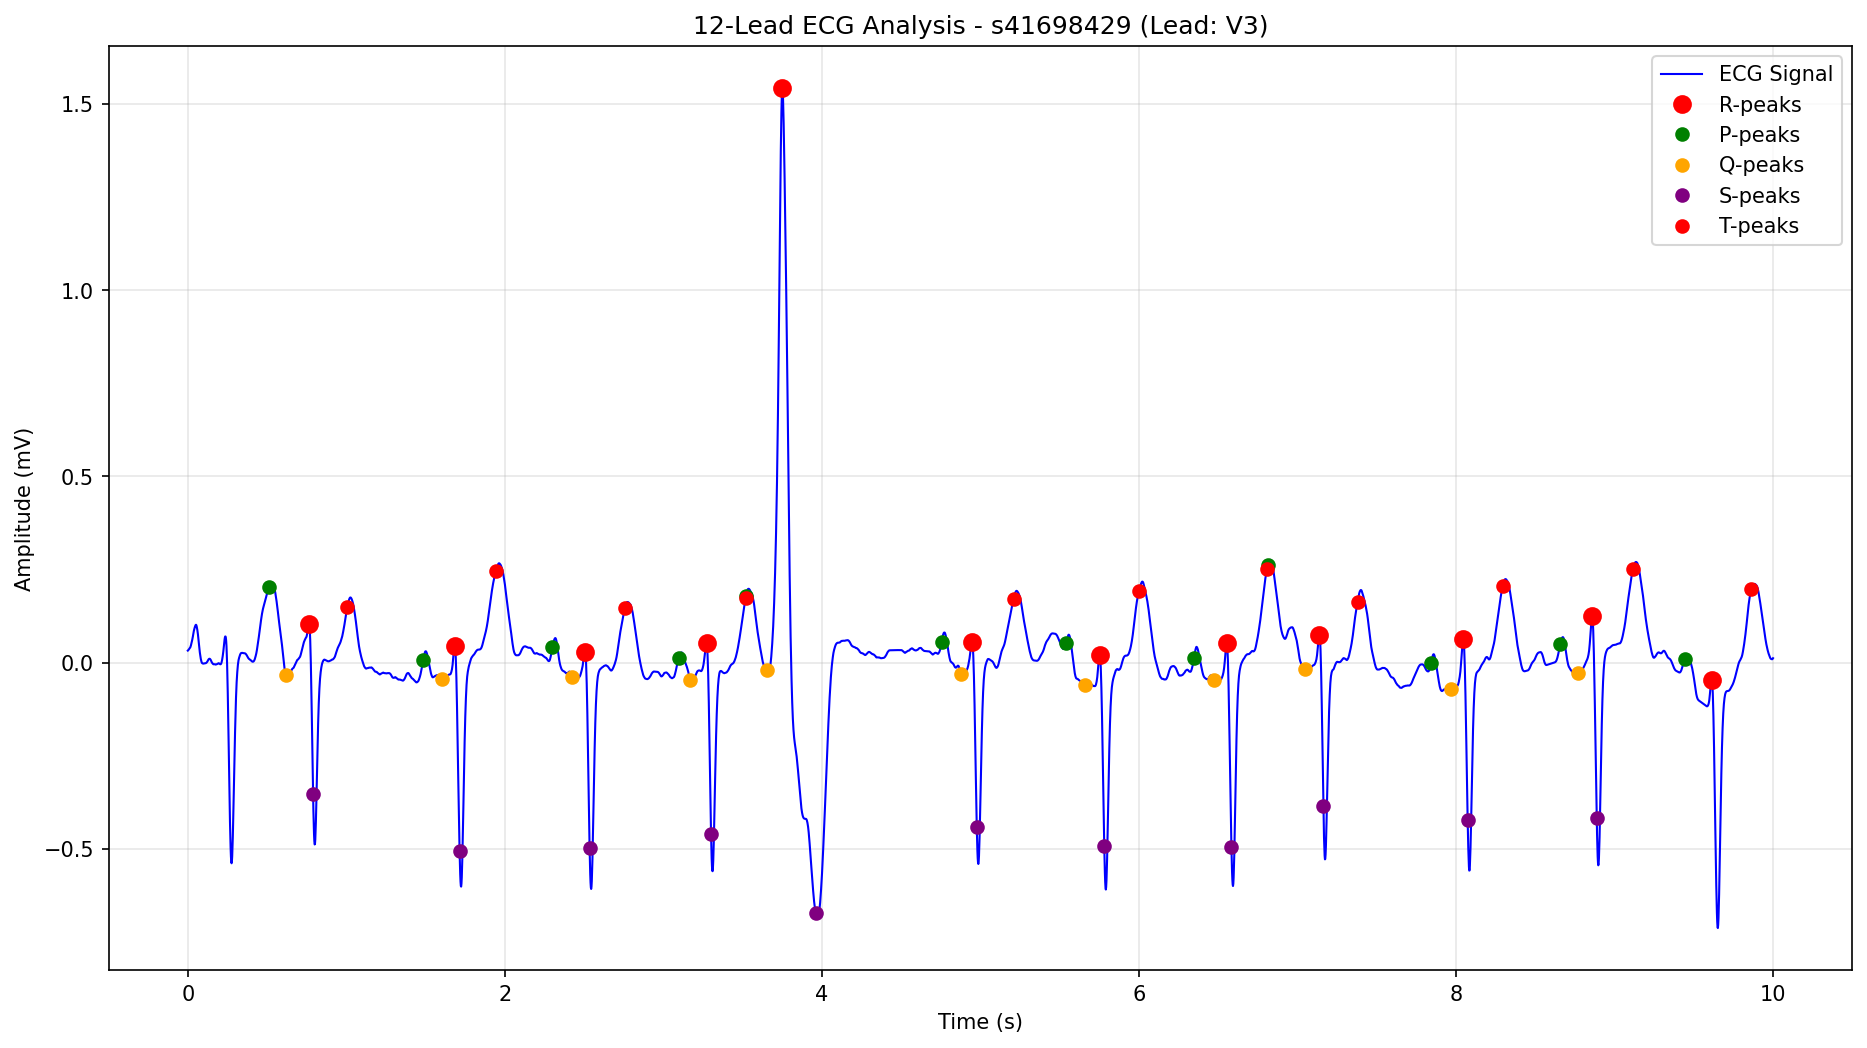 12-Lead ECG Analysis - s41698429 (Lead: V3)
ECG Signal
R-peaks
P-peaks
Q-peaks
S-peaks
T-peaks
Amplitude (mV)
1.5
1.0
0.5
0.0
−0.5
0 2 4 6 8 10
Time (s)